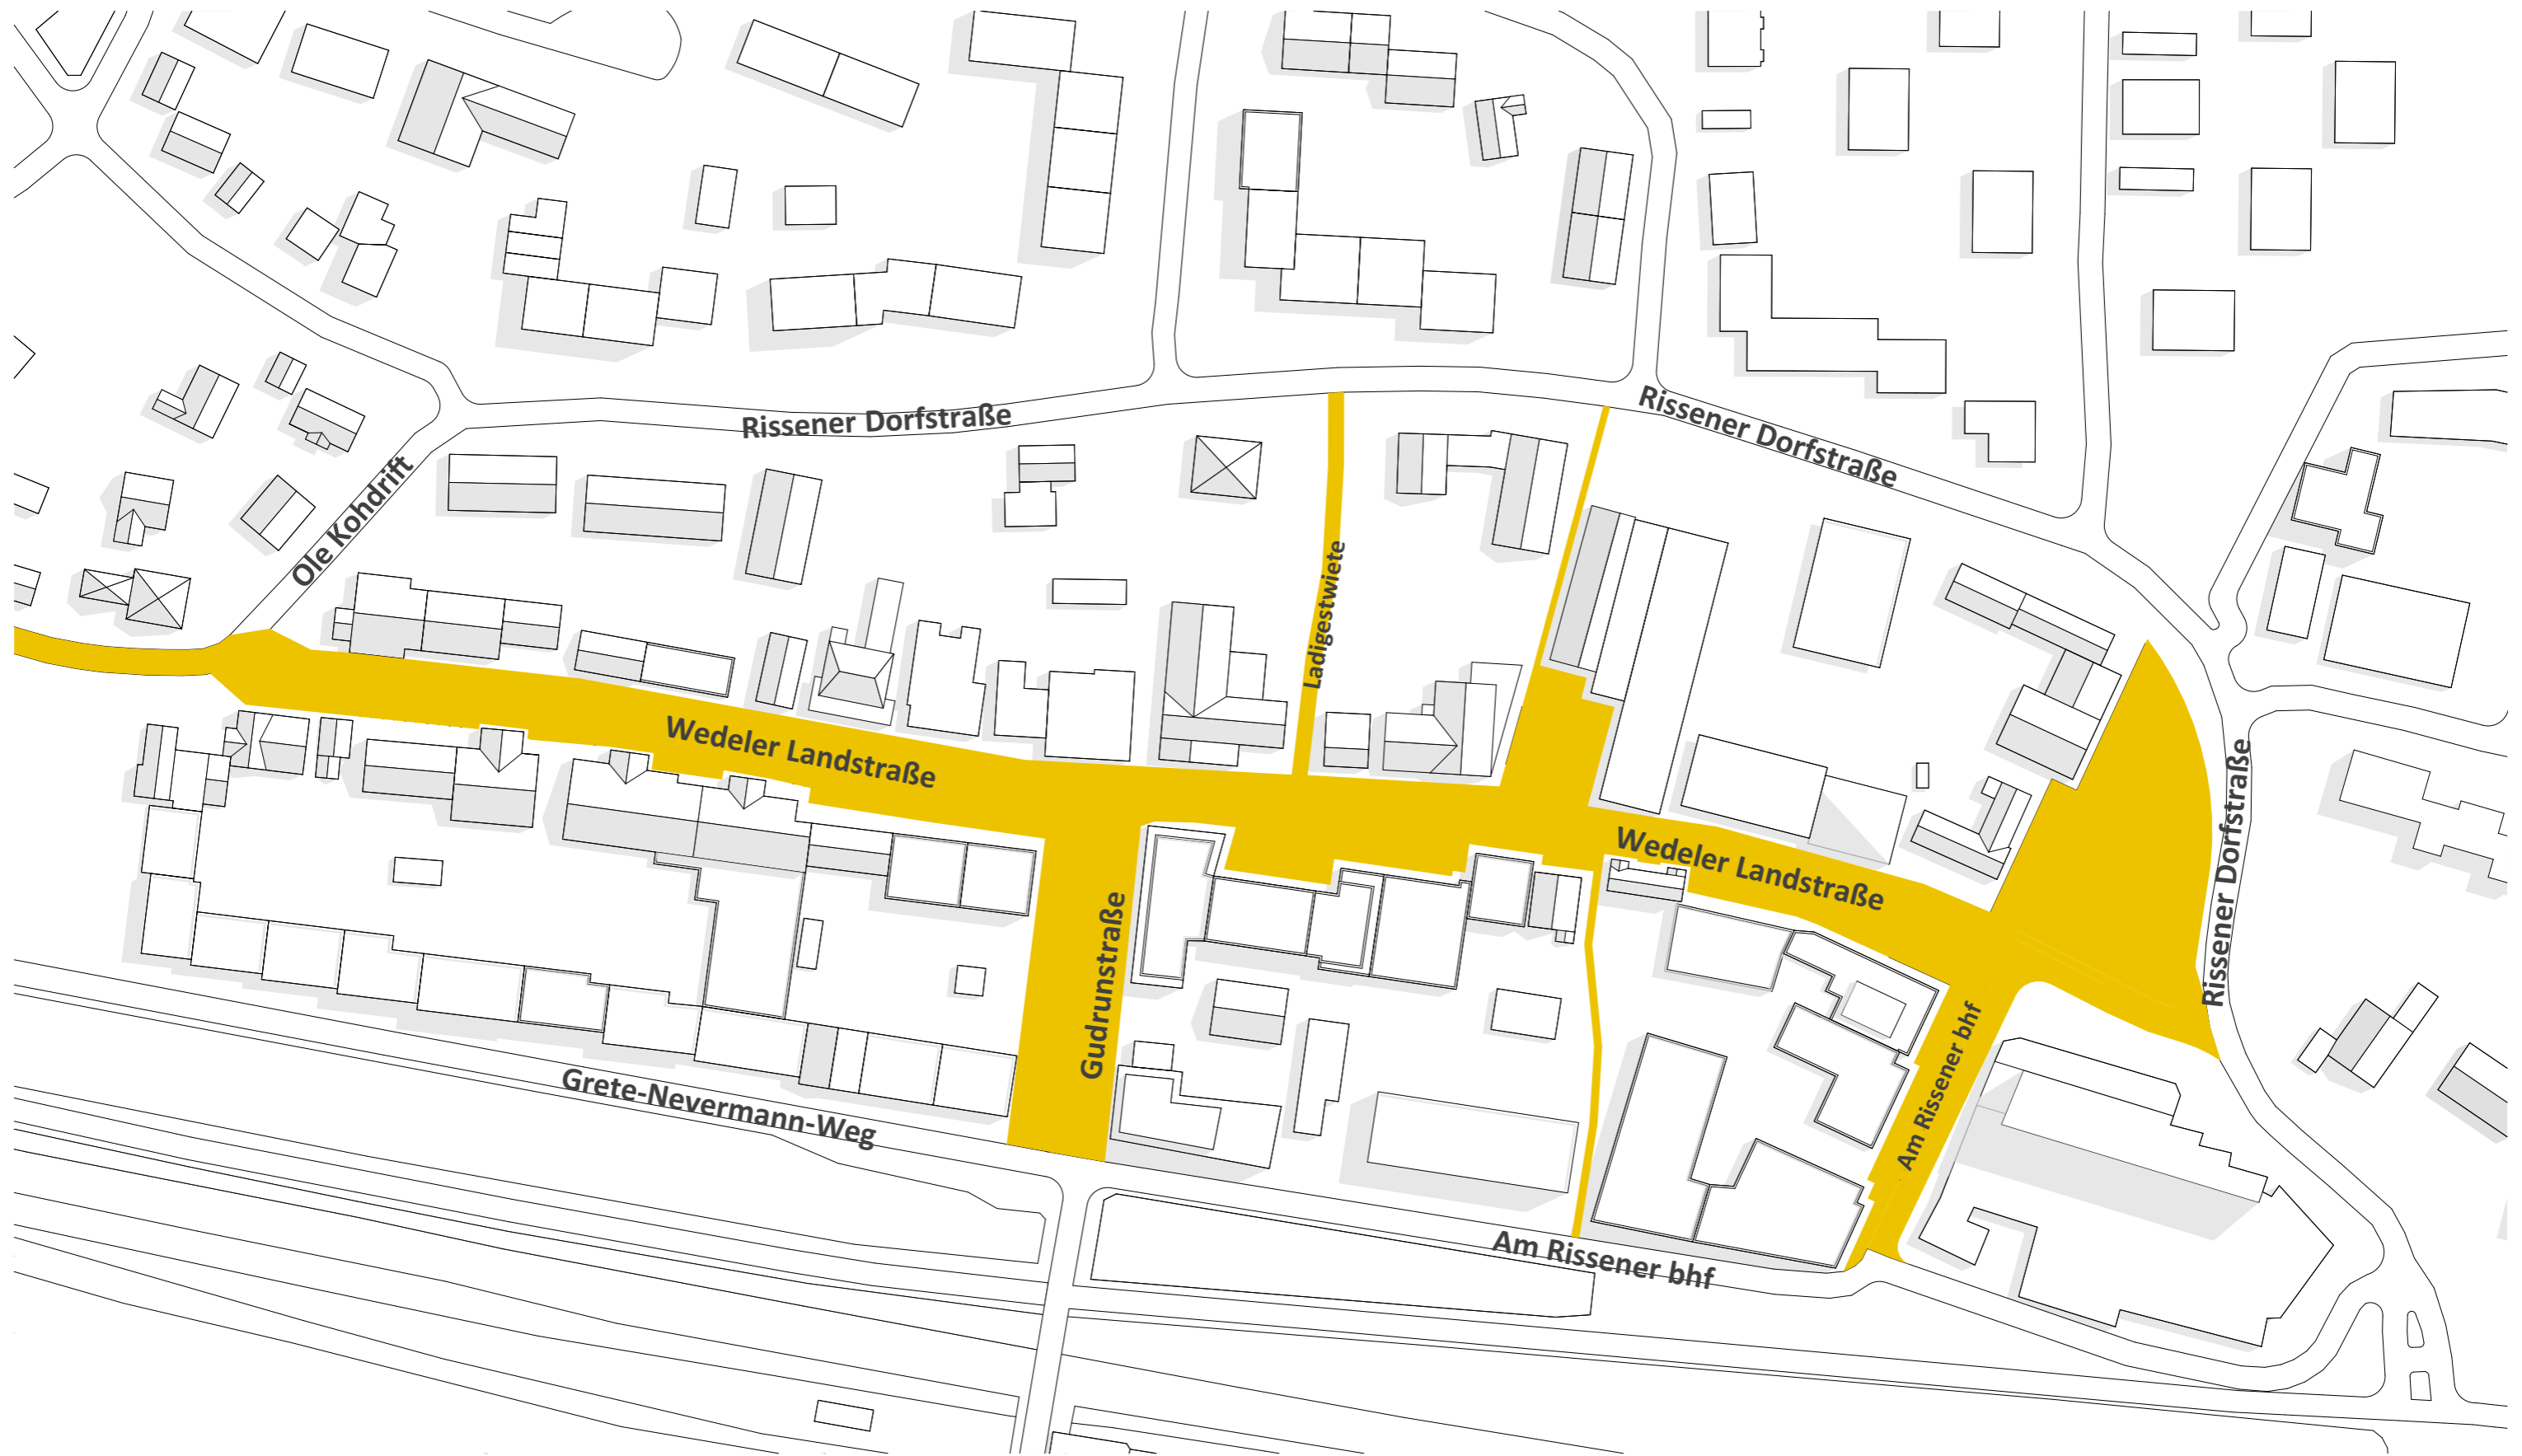 Rissener Dorfstraße
Rissener Dorfstraße
Ole Kohdrift
Ladigestwiete
Wedeler Landstraße
Wedeler Landstraße
Rissener Dorfstraße
Gudrunstraße
Grete-Nevermann-Weg
Am Rissener bhf
Am Rissener bhf